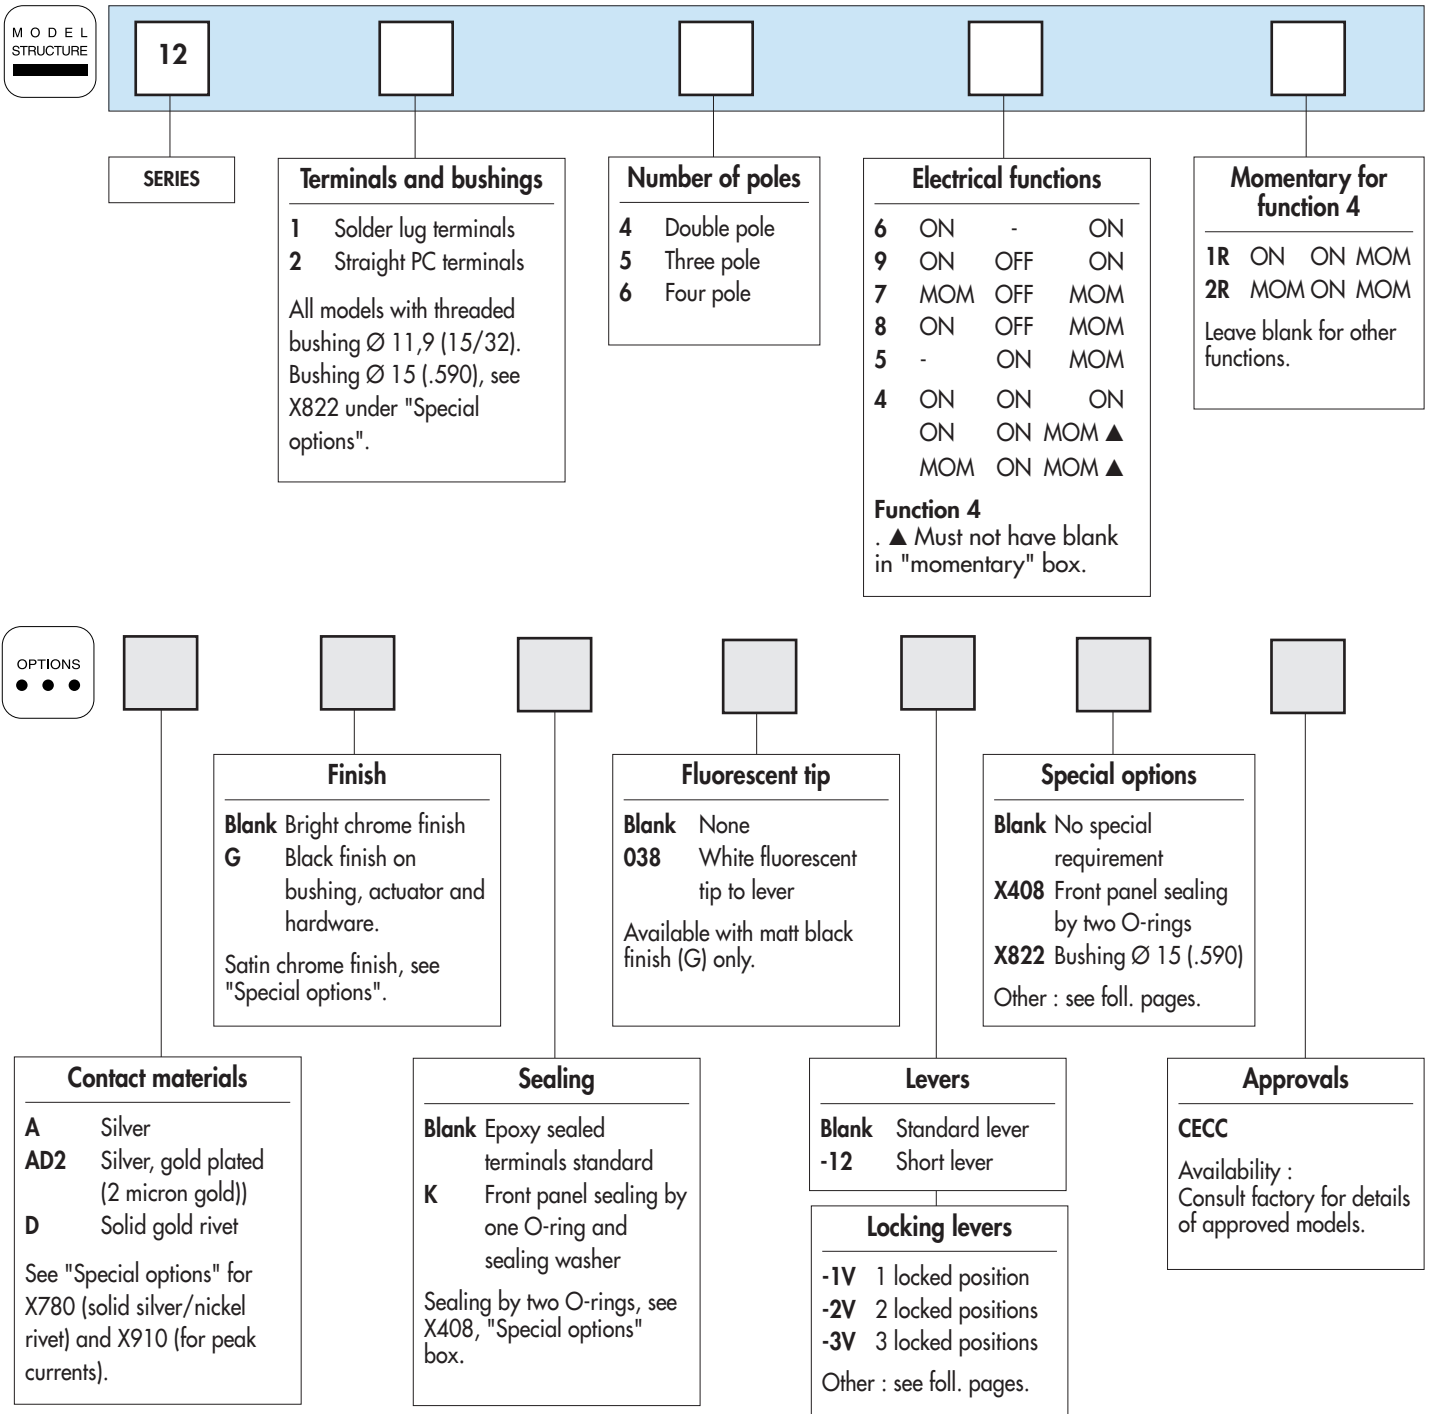 MODEL
STRUCTURE
12
SERIES
Terminals and bushings
1 Solder lug terminals
2 Straight PC terminals
All models with threaded
bushing Ø 11,9 (15/32).
Bushing Ø 15 (.590), see
X822 under "Special
options".
Number of poles
4 Double pole
5 Three pole
6 Four pole
Electrical functions
6 ON - ON
9 ON OFF ON
7 MOM OFF MOM
8 ON OFF MOM
5 - ON MOM
4 ON ON ON
ON ON MOM ▲
MOM ON MOM ▲
Function 4
. ▲ Must not have blank
in "momentary" box.
Momentary for
function 4
1R ON ON MOM
2R MOM ON MOM
Leave blank for other
functions.
OPTIONS
Finish
Blank Bright chrome finish
G Black finish on
bushing, actuator and
hardware.
Satin chrome finish, see
"Special options".
Fluorescent tip
Blank None
038 White fluorescent
tip to lever
Available with matt black
finish (G) only.
Special options
Blank No special
requirement
X408 Front panel sealing
by two O-rings
X822 Bushing Ø 15 (.590)
Other : see foll. pages.
Contact materials
A Silver
AD2 Silver, gold plated
(2 micron gold))
D Solid gold rivet
See "Special options" for
X780 (solid silver/nickel
rivet) and X910 (for peak
currents).
Sealing
Blank Epoxy sealed
terminals standard
K Front panel sealing by
one O-ring and
sealing washer
Sealing by two O-rings, see
X408, "Special options"
box.
Levers
Blank Standard lever
-12 Short lever
Locking levers
-1V 1 locked position
-2V 2 locked positions
-3V 3 locked positions
Other : see foll. pages.
Approvals
CECC
Availability :
Consult factory for details
of approved models.